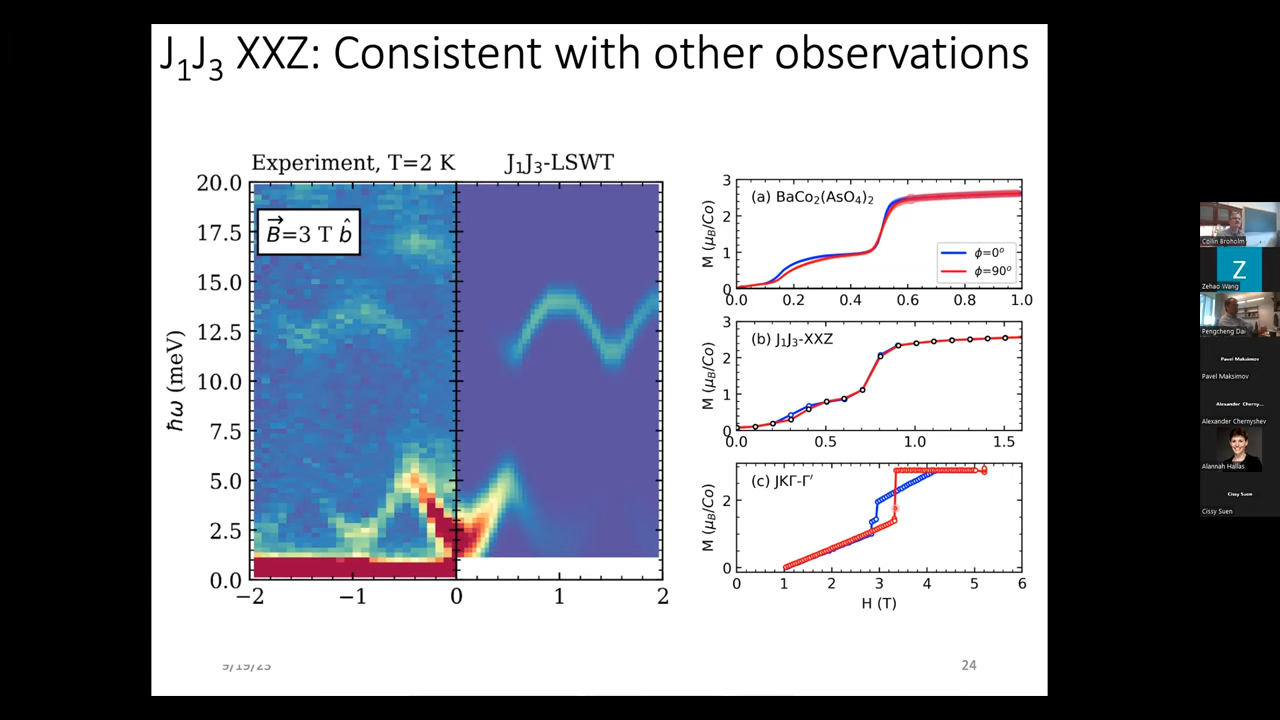 J₁J₃ XXZ: Consistent with other observations
Experiment, T=2 K
J₁J₃-LSWT
B⃗=3 T b̂
20.0
17.5
15.0
12.5
10.0
7.5
5.0
2.5
0.0
ℏω (meV)
−2 −1 0 1 2
(a) BaCo₂(AsO₄)₂
M (μB/Co)
3
2
1
0
ϕ=0°
ϕ=90°
0.0 0.2 0.4 0.6 0.8 1.0
(b) J₁J₃-XXZ
M (μB/Co)
3
2
1
0
0.0 0.5 1.0 1.5
(c) JKΓ-Γ′
M (μB/Co)
2
0
0 1 2 3 4 5 6
H (T)
9/19/23
24
Collin Broholm
Z
Zehao Wang
Pengcheng Dai
Pavel Maksimov
Pavel Maksimov
Alexander Cherny...
Alexander Chernyshev
Alannah Hallas
Cissy Suen
Cissy Suen